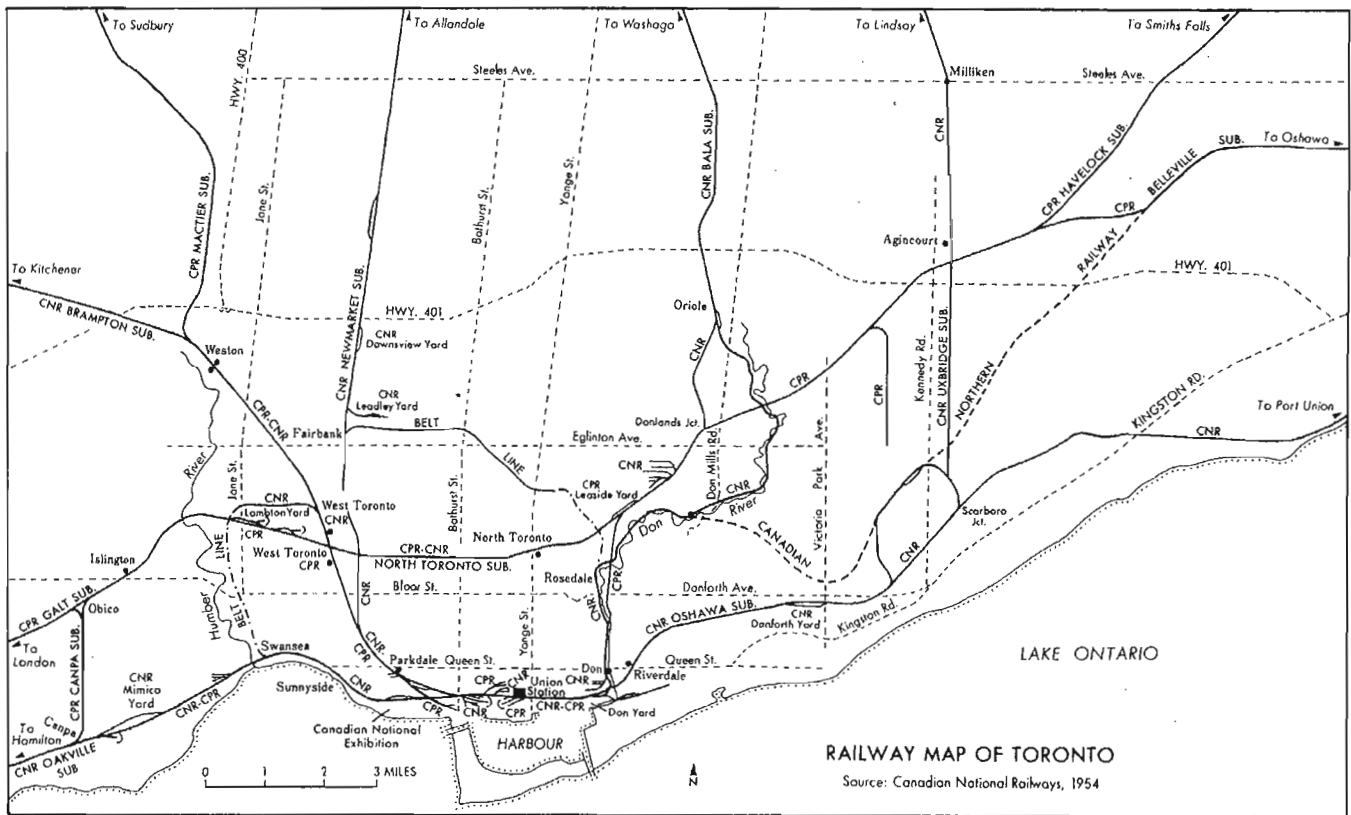 To Sudbury
To Allandale
To Washago
To Lindsay
To Smiths Falls
HWY. 400
Steeles Ave.
Milliken
Steeles Ave.
To Oshawa
CPR MACTIER SUB.
Jane St.
CNR NEWMARKET SUB.
Bathurst St.
Yonge St.
CNR BALA SUB.
CNR
CPR HAVELOCK SUB.
CPR
BELLEVILLE
SUB.
Agincourt
RAILWAY
HWY. 401
To Kitchener
CNR BRAMPTON SUB.
HWY. 401
Oriole
CNR
Downsview Yard
Weston
CNR
CPR
CPR
Kennedy Rd.
CNR UXBRIDGE SUB.
NORTHERN
KINGSTON RD.
CNR
Leadley Yard
CPR-CNR
Fairbank
BELT
LINE
Donlands Jct.
Eglinton Ave.
To Port Union
CNR
River
Jane St.
Bathurst St.
CNR
CPR
Leaside Yard
Don Mills Rd.
CNR
Don
River
Victoria Park Ave.
CANADIAN
CNR
Lambton Yard
CPR
West Toronto
CNR
West Toronto
CPR
CPR-CNR
NORTH TORONTO SUB.
North Toronto
Scarboro
Jct.
CNR
Islington
LINE
BELT
Humber
Bloor St.
CNR
Rosedale
CNR
CPR
Danforth Ave.
CNR OSHAWA SUB.
CNR
Danforth Yard
Kingston Rd.
CPR GALT SUB.
Obico
To
London
CPR CANPA SUB.
Swansea
CNR
CPR
Parkdale
Queen St.
Yonge St.
Don
Queen St.
Riverdale
LAKE ONTARIO
CNR
Mimico
Yard
CNR-CPR
Sunnyside
CNR
CPR
CNR
Union
Station
CNR
CPR
CNR
CPR
CNR-CPR
Don Yard
To
Hamilton
Canpa
CNR OAKVILLE
SUB
Canadian National
Exhibition
HARBOUR
0 1 2 3 MILES
N
RAILWAY MAP OF TORONTO
Source: Canadian National Railways, 1954